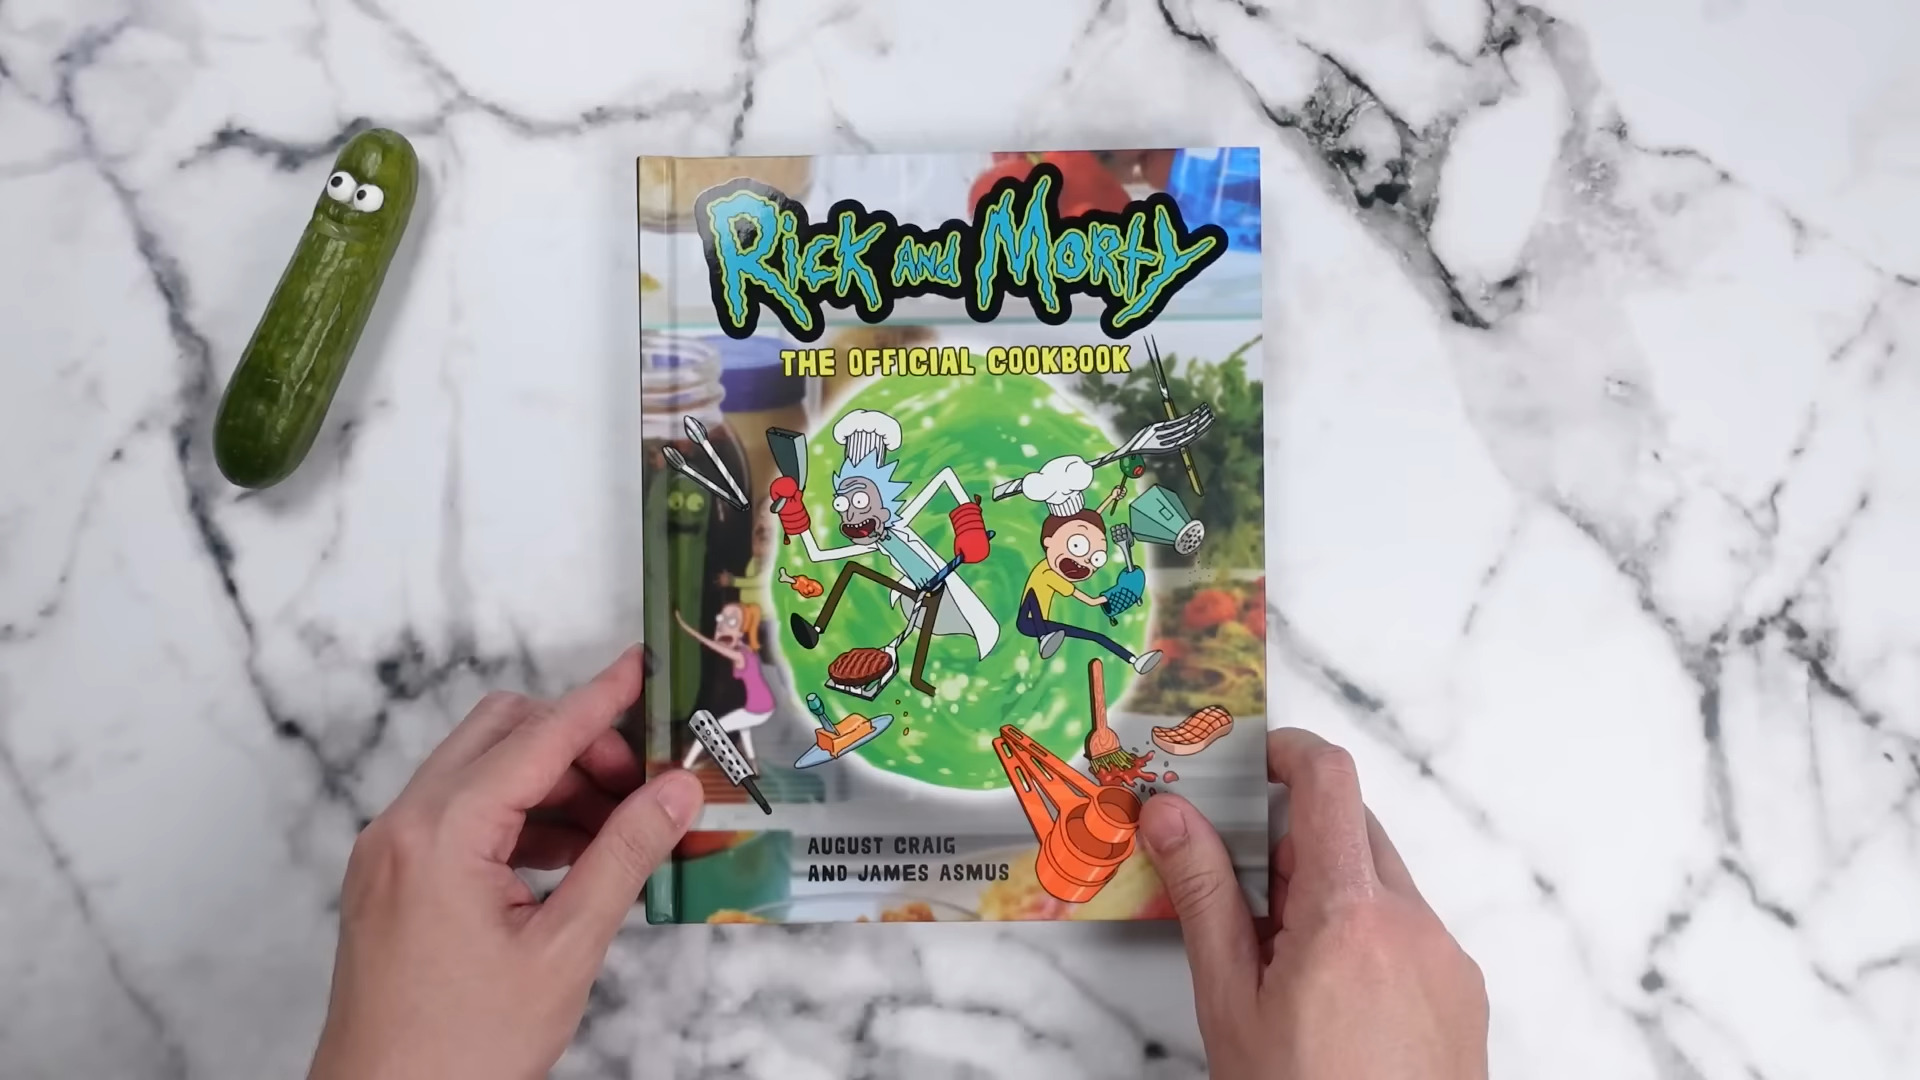 RICK AND MORTY
THE OFFICIAL COOKBOOK
AUGUST CRAIG
AND JAMES ASMUS